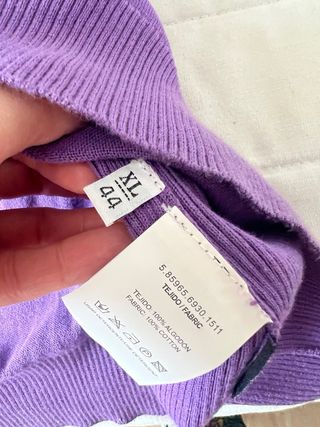 XL
44
5.85965.6930.1511
TEJIDO / FABRIC
TEJIDO: 100% ALGODON
FABRIC: 100% COTTON